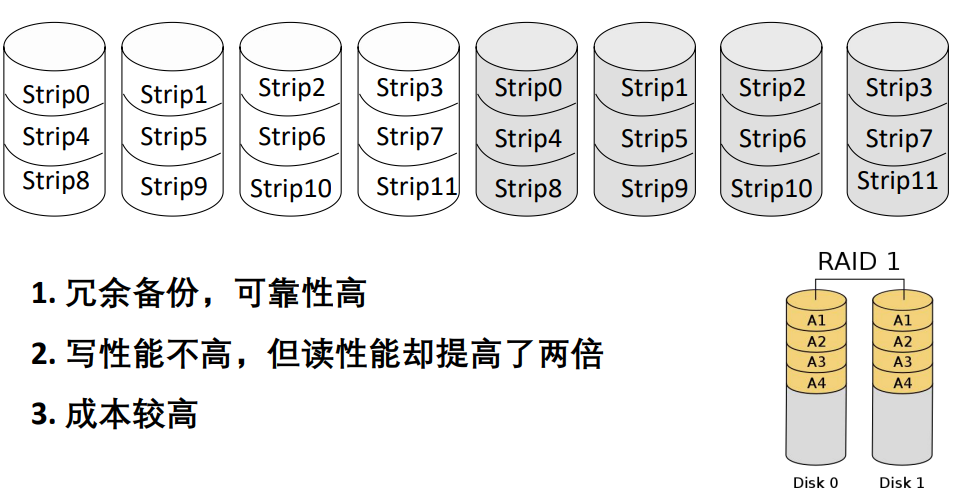 Strip0 Strip1 Strip2 Strip3 Strip0 Strip1 Strip2 Strip3
Strip4 Strip5 Strip6 Strip7 Strip4 Strip5 Strip6 Strip7
Strip8 Strip9 Strip10 Strip11 Strip8 Strip9 Strip10 Strip11
1. 冗余备份，可靠性高
2. 写性能不高，但读性能却提高了两倍
3. 成本较高
RAID 1
A1 A1
A2 A2
A3 A3
A4 A4
Disk 0 Disk 1